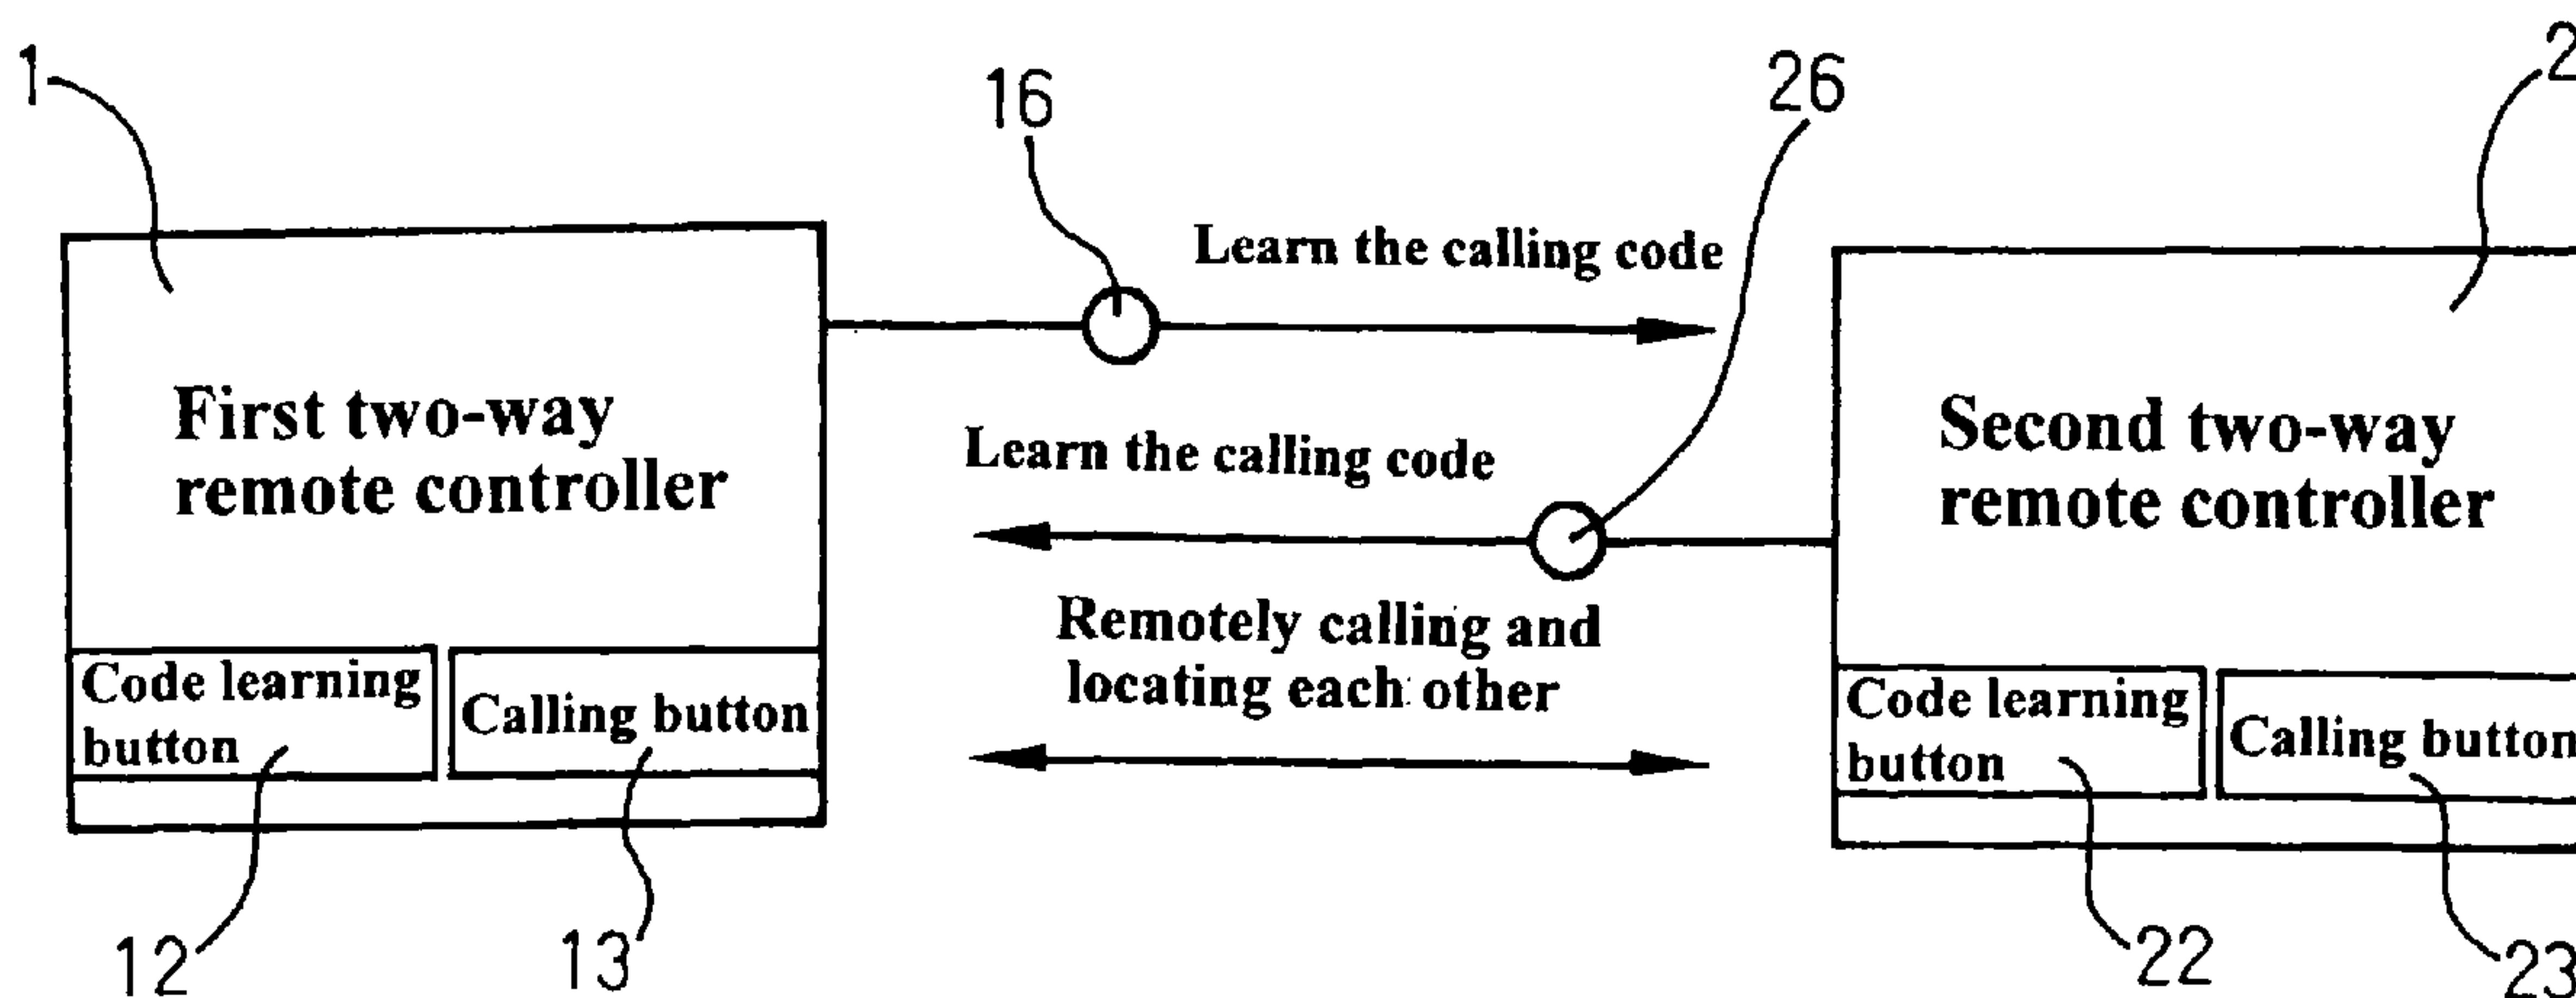 1
16
26
2
Learn the calling code
First two-way
remote controller
Learn the calling code
Second two-way
remote controller
Remotely calling and
locating each other
Code learning
button
Calling button
Code learning
button
Calling button
12
13
22
23